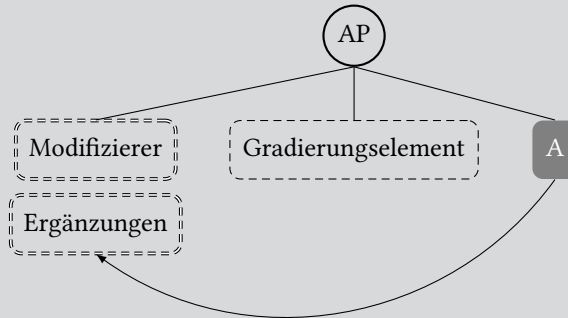 AP
Modifizierer
Gradierungselement
A
Ergänzungen